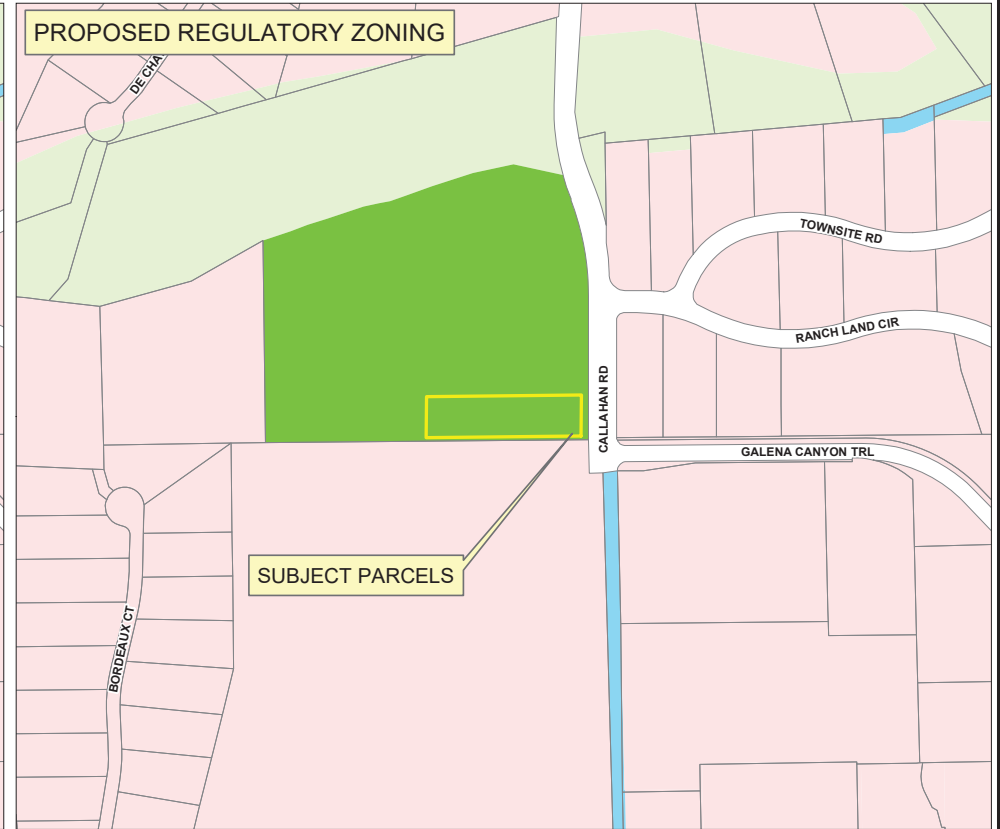 PROPOSED REGULATORY ZONING
TOWNSITE RD
RANCH LAND CIR
CALLAHAN RD
GALENA CANYON TRL
SUBJECT PARCELS
BORDEAUX CT